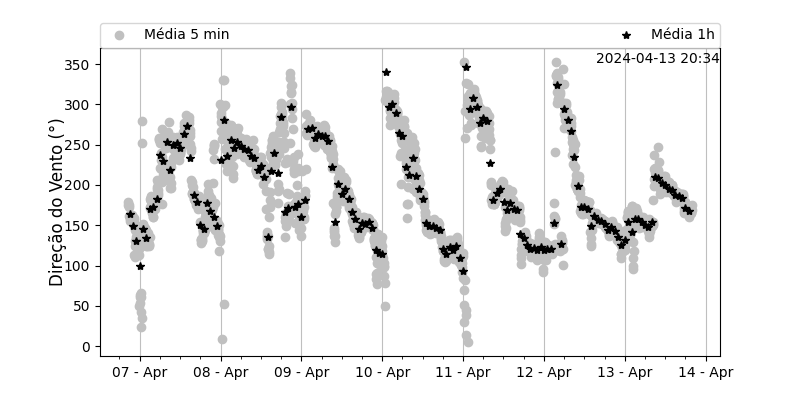 Média 5 min
Média 1h
2024-04-13 20:34
Direção do Vento (°)
350
300
250
200
150
100
50
0
07 - Apr
08 - Apr
09 - Apr
10 - Apr
11 - Apr
12 - Apr
13 - Apr
14 - Apr